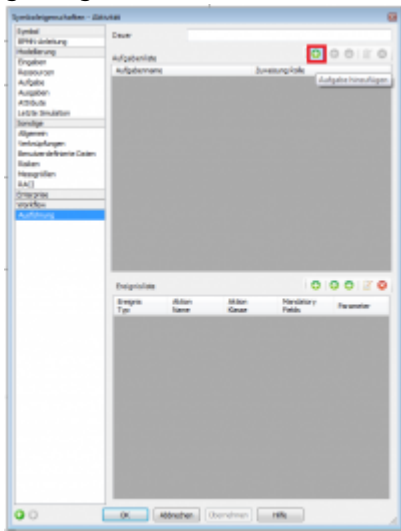 Symboleigenschaften - Aktivität
Symbol
BPMN-Anleitung
Modellierung
Eingaben
Ressourcen
Aufgabe
Ausgaben
Attribute
Letzte Simulation
Sonstige
Allgemein
Verknüpfungen
Benutzerdefinierte Daten
Risiken
Messgrößen
RACI
Enterprise
Workflow
Ausführung
Dauer
Aufgabenliste
Aufgabenname
Zuweisung Rolle
Aufgabe hinzufügen
Ereignisliste
Ereignis Typ
Aktion Name
Aktion Klasse
Mandatory Fields
Parameter
OK
Abbrechen
Übernehmen
Hilfe